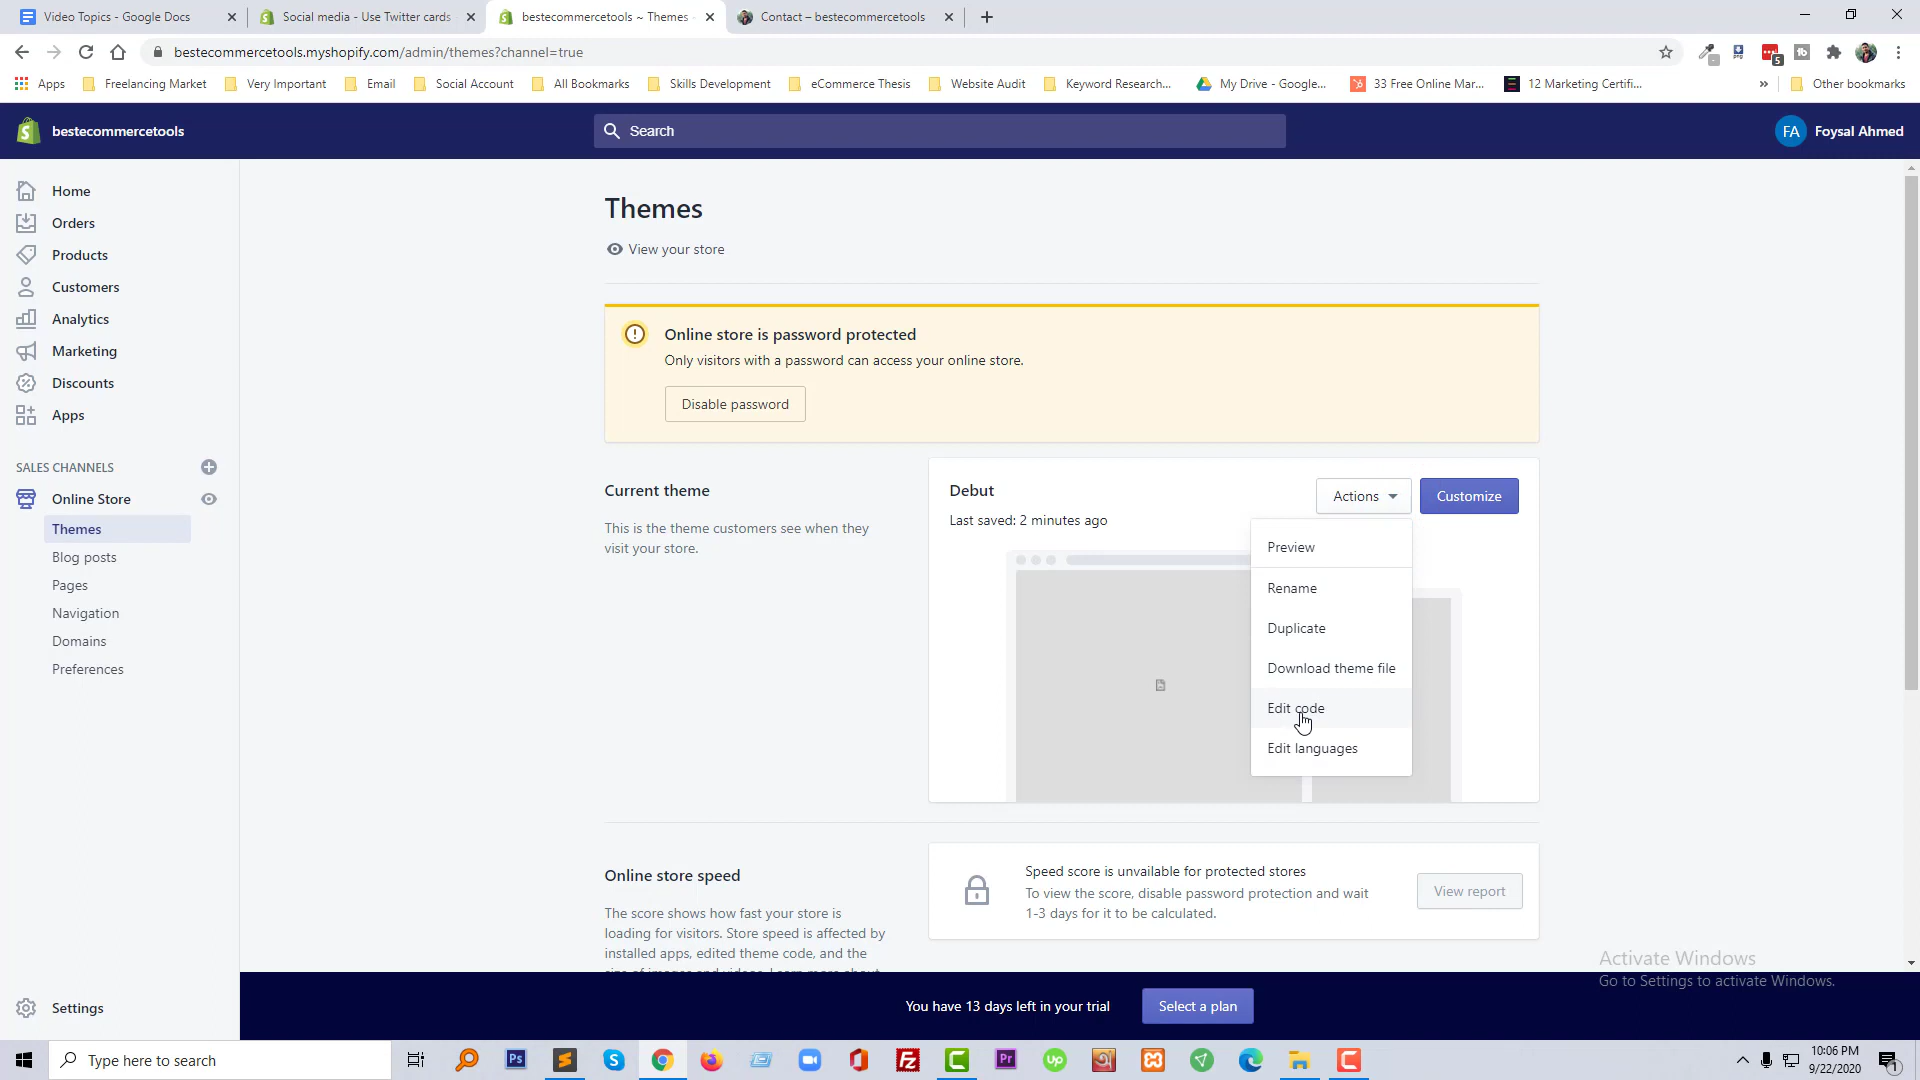 Video Topics - Google Docs
Social media - Use Twitter cards
bestecommercetools ~ Themes
Contact – bestecommercetools
bestecommercetools.myshopify.com/admin/themes?channel=true
5
Apps
Freelancing Market
Very Important
Email
Social Account
All Bookmarks
Skills Development
eCommerce Thesis
Website Audit
Keyword Research...
My Drive - Google...
33 Free Online Mar...
12 Marketing Certifi...
Other bookmarks
bestecommercetools
Search
FA
Foysal Ahmed
Home
Orders
Products
Customers
Analytics
Marketing
Discounts
Apps
SALES CHANNELS
Online Store
Themes
Blog posts
Pages
Navigation
Domains
Preferences
Settings
Themes
View your store
Online store is password protected
Only visitors with a password can access your online store.
Disable password
Current theme
This is the theme customers see when they
visit your store.
Debut
Last saved: 2 minutes ago
Actions
Customize
Preview
Rename
Duplicate
Download theme file
Edit code
Edit languages
Online store speed
The score shows how fast your store is
loading for visitors. Store speed is affected by
installed apps, edited theme code, and the
Speed score is unvailable for protected stores
To view the score, disable password protection and wait
1-3 days for it to be calculated.
View report
Activate Windows
Go to Settings to activate Windows.
You have 13 days left in your trial
Select a plan
Type here to search
Ps
Pr
Up
10:06 PM
9/22/2020
1